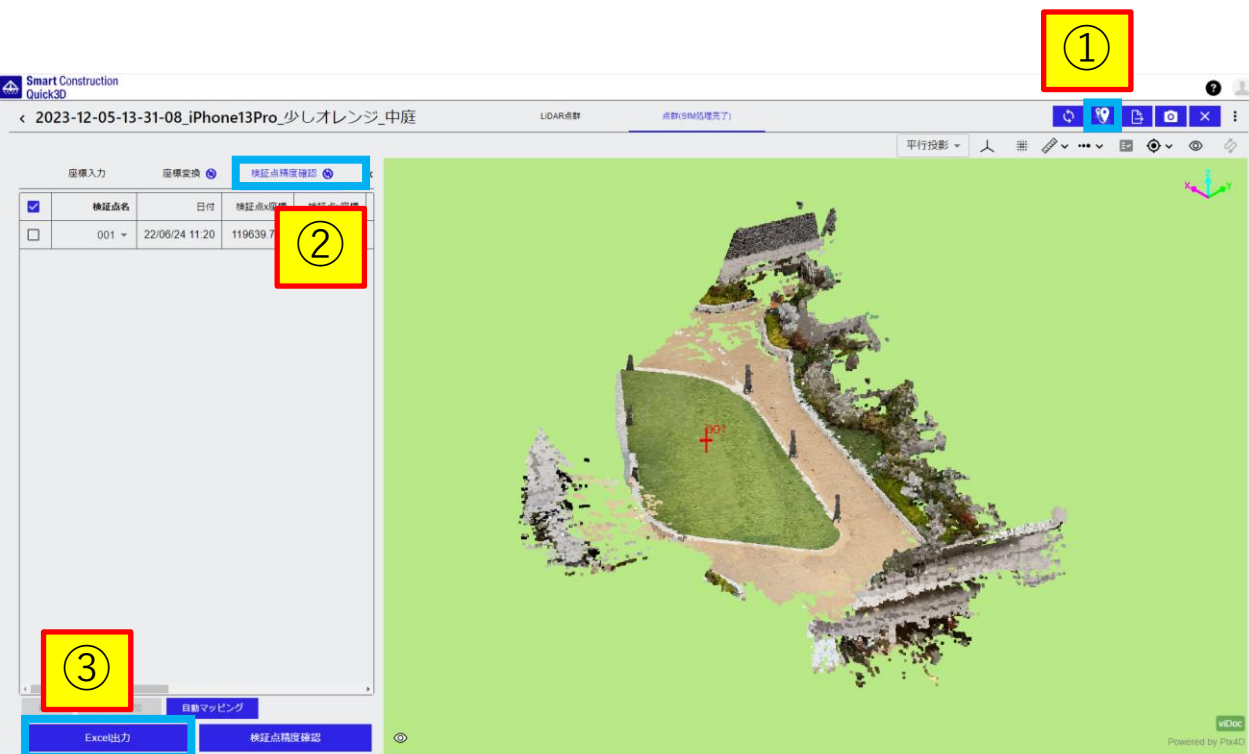 ①
Smart Construction
Quick3D
?
‹ 2023-12-05-13-31-08_iPhone13Pro_少しオレンジ_中庭
LiDAR点群
点群(SfM処理完了)
平行投影
座標入力
座標変換
検証点精度確認
検証点名
日付
検証点x座標
001
22/06/24 11:20
119639.7
②
X
Z
Y
001
③
自動マッピング
Excel出力
検証点精度確認
viDoc
Powered by Pix4D